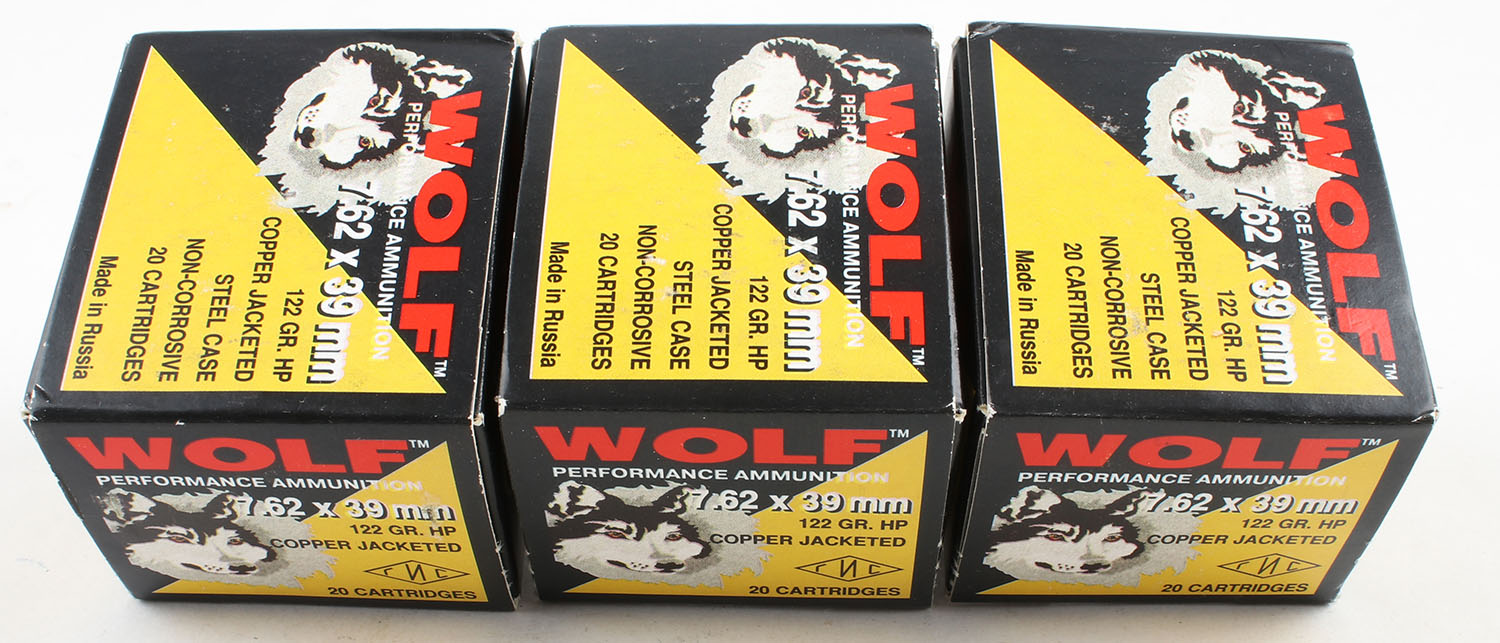 WOLF™
PERFORMANCE AMMUNITION
7.62 x 39 mm
122 GR. HP
COPPER JACKETED
STEEL CASE
NON-CORROSIVE
20 CARTRIDGES
Made in Russia
WOLF™
PERFORMANCE AMMUNITION
7.62 x 39 mm
122 GR. HP
COPPER JACKETED
ГИС
20 CARTRIDGES
WOLF™
PERFORMANCE AMMUNITION
7.62 x 39 mm
122 GR. HP
COPPER JACKETED
STEEL CASE
NON-CORROSIVE
20 CARTRIDGES
Made in Russia
WOLF™
PERFORMANCE AMMUNITION
7.62 x 39 mm
122 GR. HP
COPPER JACKETED
ГИС
20 CARTRIDGES
WOLF™
PERFORMANCE AMMUNITION
7.62 x 39 mm
122 GR. HP
COPPER JACKETED
STEEL CASE
NON-CORROSIVE
20 CARTRIDGES
Made in Russia
WOLF™
PERFORMANCE AMMUNITION
7.62 x 39 mm
122 GR. HP
COPPER JACKETED
ГИС
20 CARTRIDGES